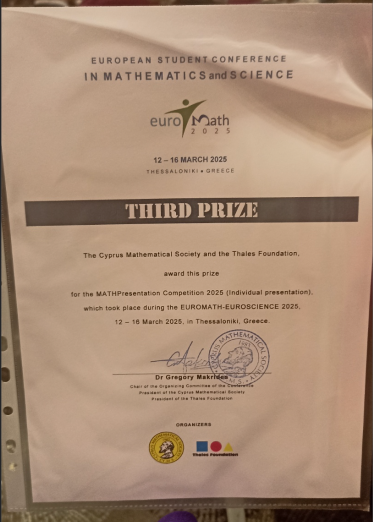 EUROPEAN STUDENT CONFERENCE
IN MATHEMATICS and SCIENCE
euro Math
2025
12 – 16 MARCH 2025
THESSALONIKI • GREECE
THIRD PRIZE
The Cyprus Mathematical Society and the Thales Foundation,
award this prize
for the MATHPresentation Competition 2025 (Individual presentation),
which took place during the EUROMATH-EUROSCIENCE 2025,
12 – 16 March 2025, in Thessaloniki, Greece.
Dr Gregory Makrides
Chair of the Organizing Committee of the Conference
President of the Cyprus Mathematical Society
President of the Thales Foundation
CYPRUS MATHEMATICAL SOCIETY
ORGANIZERS
Thales Foundation